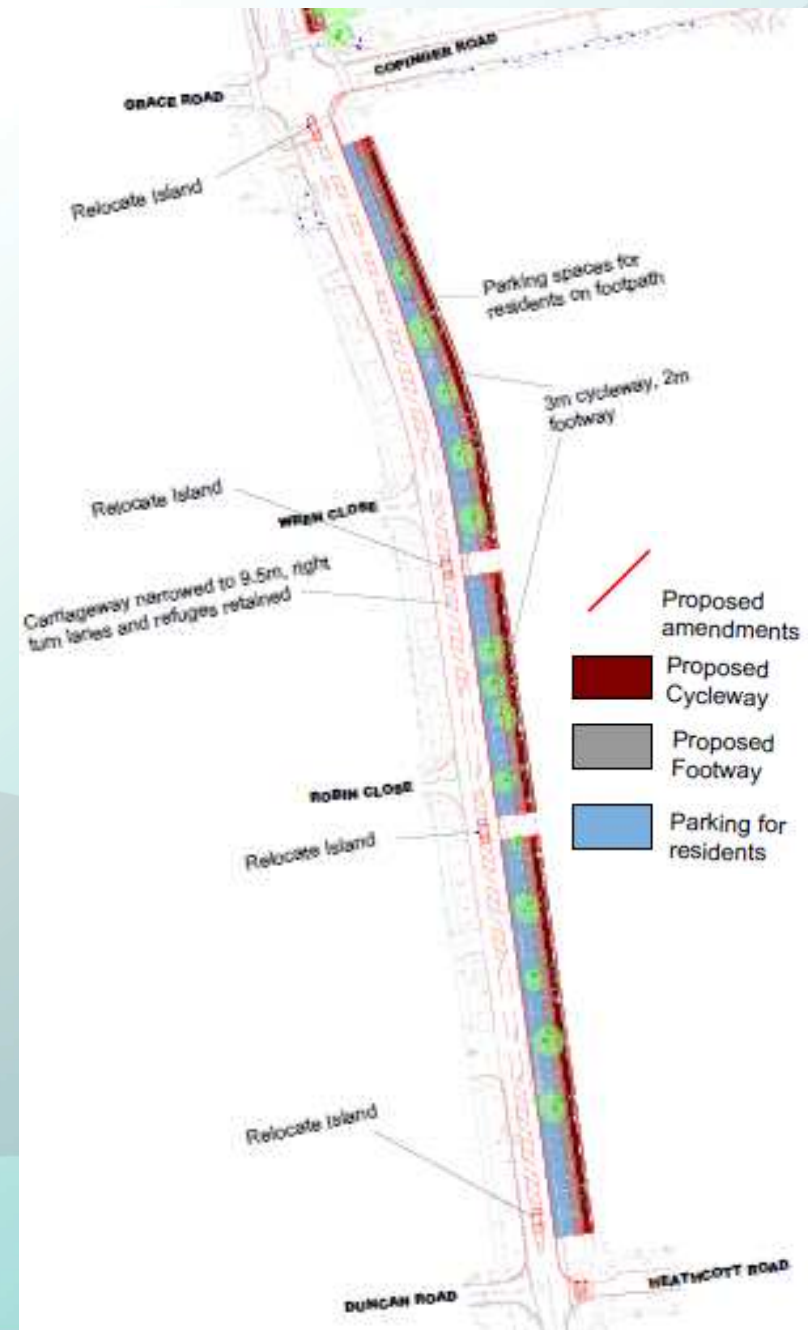 COPINGER ROAD
GRACE ROAD
Relocate Island
Parking spaces for
residents on footpath
3m cycleway, 2m
footway
Relocate Island
WREN CLOSE
Carriageway narrowed to 9.5m, right
turn lanes and refuges retained
Proposed
amendments
Proposed
Cycleway
Proposed
Footway
ROBIN CLOSE
Relocate Island
Parking for
residents
Relocate Island
HEATHCOTT ROAD
DUNCAN ROAD